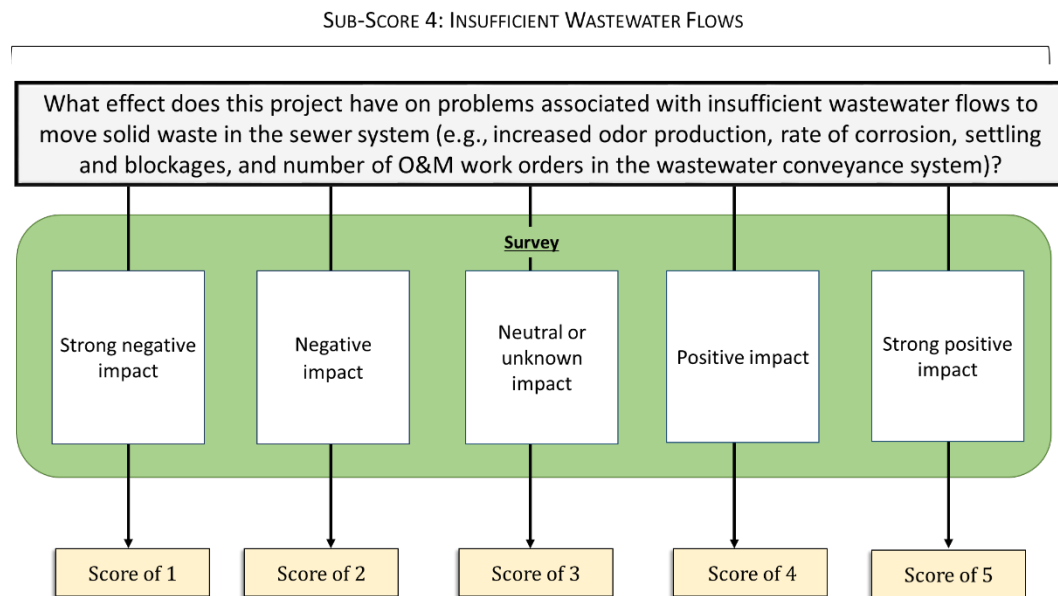 SUB-SCORE 4: INSUFFICIENT WASTEWATER FLOWS
What effect does this project have on problems associated with insufficient wastewater flows to
move solid waste in the sewer system (e.g., increased odor production, rate of corrosion, settling
and blockages, and number of O&M work orders in the wastewater conveyance system)?
Survey
Strong negative
impact
Negative
impact
Neutral or
unknown
impact
Positive impact
Strong positive
impact
Score of 1
Score of 2
Score of 3
Score of 4
Score of 5